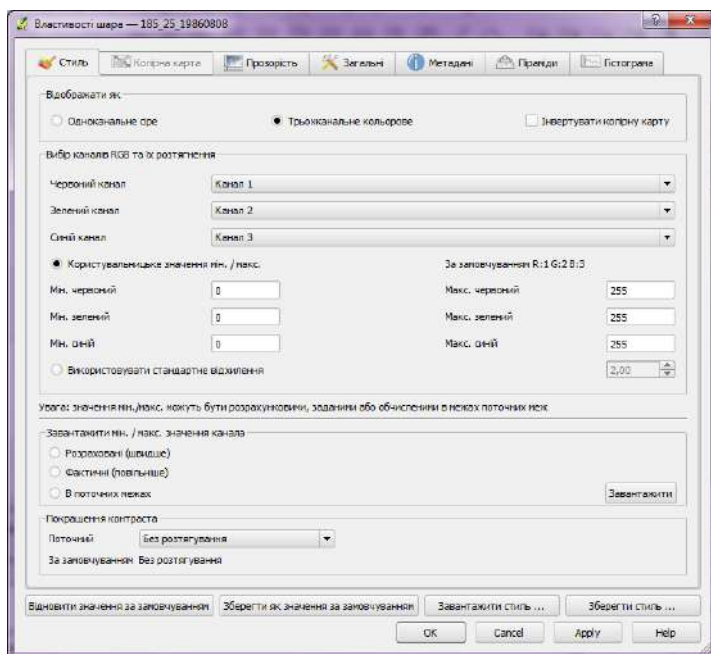 Властивості шара — 185_25_19860808
Стиль Колірна карта Прозорість Загальні Метадані Піраміди Гістограма
Відображати як
Одноканальне сіре Трьохканальне кольорове Інвертувати колірну карту
Вибір каналів RGB та їх розтягнення
Червоний канал Канал 1
Зелений канал Канал 2
Синій канал Канал 3
Користувальницьке значення мін. / макс. За замовчуванням R:1 G:2 B:3
Мін. червоний 0 Макс. червоний 255
Мін. зелений 0 Макс. зелений 255
Мін. синій 0 Макс. синій 255
Використовувати стандартне відхилення 2,00
Увага: значення мін./макс. можуть бути розрахунковими, заданими або обчисленими в межах поточних меж
Завантажити мін. / макс. значення канала
Розраховані (швидше)
Фактичні (повільніше)
В поточних межах Завантажити
Покращення контраста
Поточний Без розтягування
За замовчуванням Без розтягування
Відновити значення за замовчуванням Зберегти як значення за замовчуванням Завантажити стиль ... Зберегти стиль ...
OK Cancel Apply Help